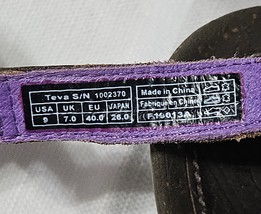 Teva S/N 1002370
USA UK EU JAPAN
9 7.0 40.0 26.0
Made in China
Fabriqué en Chine
(F19013A)